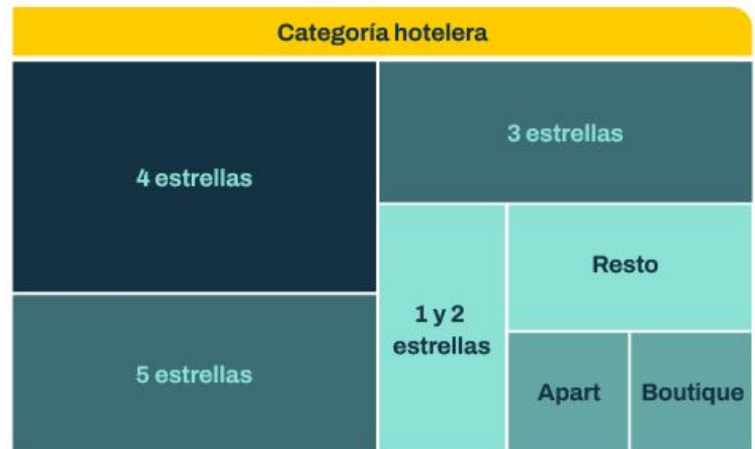 Categoría hotelera
4 estrellas
3 estrellas
5 estrellas
1 y 2
estrellas
Resto
Apart
Boutique